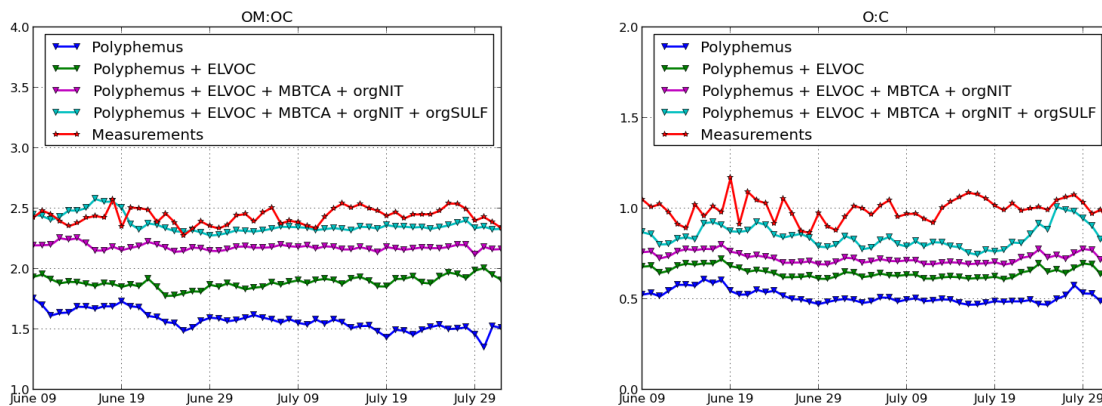 OM:OC
4.0
3.5
3.0
2.5
2.0
1.5
1.0
Polyphemus
Polyphemus + ELVOC
Polyphemus + ELVOC + MBTCA + orgNIT
Polyphemus + ELVOC + MBTCA + orgNIT + orgSULF
Measurements
June 09 June 19 June 29 July 09 July 19 July 29
O:C
2.0
1.5
1.0
0.5
0.0
Polyphemus
Polyphemus + ELVOC
Polyphemus + ELVOC + MBTCA + orgNIT
Polyphemus + ELVOC + MBTCA + orgNIT + orgSULF
Measurements
June 09 June 19 June 29 July 09 July 19 July 29